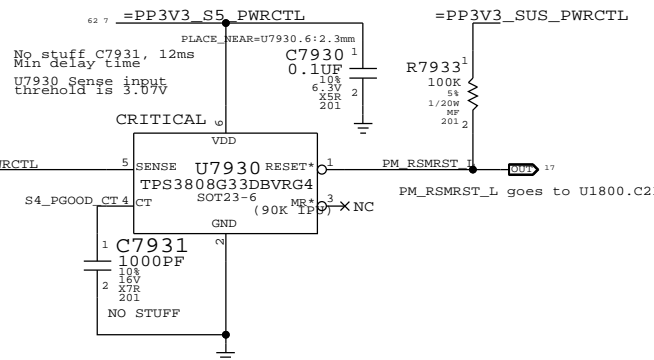 62 7 =PP3V3_S5_PWRCTL
=PP3V3_SUS_PWRCTL
PLACE_NEAR=U7930.6:2.3mm
No stuff C7931, 12ms
Min delay time
U7930 Sense input
threhold is 3.07V
C7930 1
0.1UF
10%
6.3V
X5R 2
201
R7933 1
100K
5%
1/20W
MF
201 2
CRITICAL 6
VDD
WRCTL 5 SENSE U7930 RESET* 1 PM_RSMRST_L OUT 17
TPS3808G33DBVRG4
PM_RSMRST_L goes to U1800.C2
S4_PGOOD_CT 4 CT SOT23-6 MR* 3 NC
(90K IPU)
GND
2
1 C7931
1000PF
10%
16V
2 X7R
201
NO STUFF